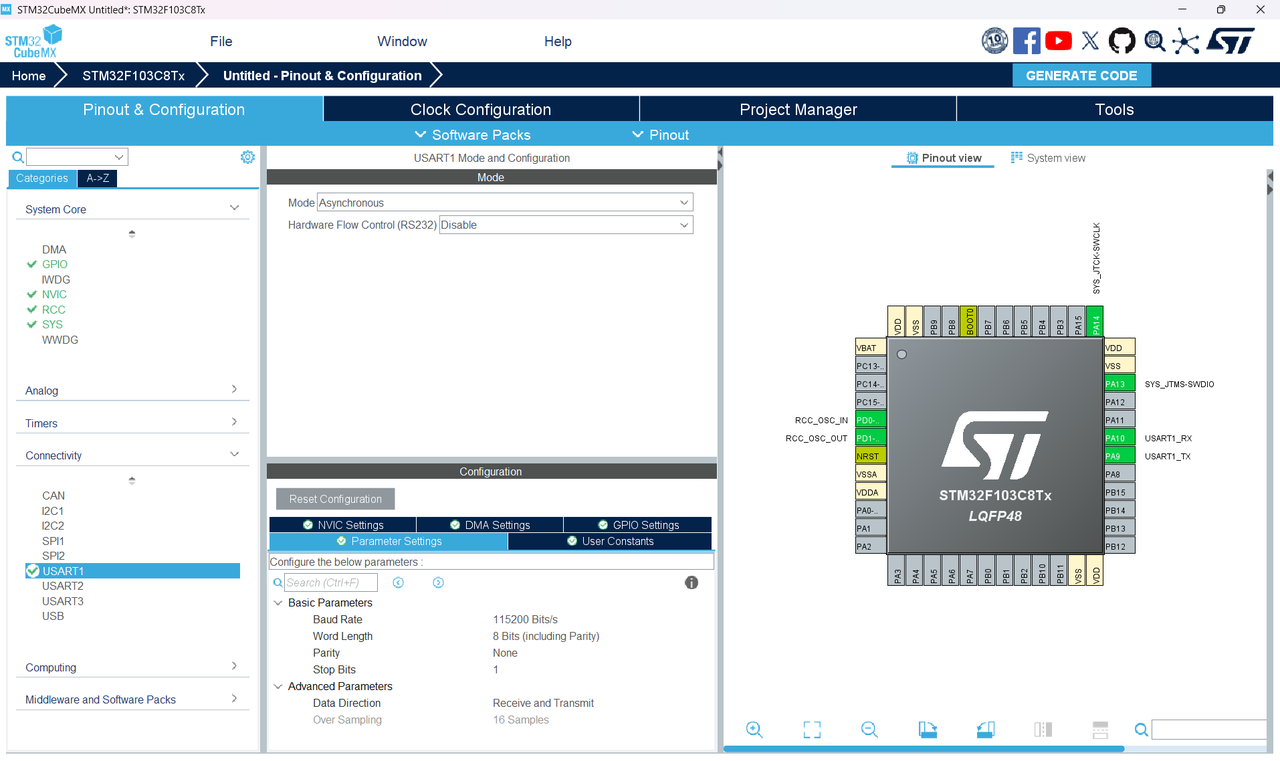 STM32CubeMX Untitled*: STM32F103C8Tx
STM32 CubeMX
File Window Help
10
Home STM32F103C8Tx Untitled - Pinout & Configuration GENERATE CODE
Pinout & Configuration Clock Configuration Project Manager Tools
Software Packs Pinout
Categories A->Z
System Core
DMA
GPIO
IWDG
NVIC
RCC
SYS
WWDG
Analog
Timers
Connectivity
CAN
I2C1
I2C2
SPI1
SPI2
USART1
USART2
USART3
USB
Computing
Middleware and Software Packs
USART1 Mode and Configuration
Mode
Mode Asynchronous
Hardware Flow Control (RS232) Disable
Configuration
Reset Configuration
NVIC Settings DMA Settings GPIO Settings
Parameter Settings User Constants
Configure the below parameters :
Search (Ctrl+F)
Basic Parameters
Baud Rate 115200 Bits/s
Word Length 8 Bits (including Parity)
Parity None
Stop Bits 1
Advanced Parameters
Data Direction Receive and Transmit
Over Sampling 16 Samples
Pinout view System view
SYS_JTCK-SWCLK
VDD VSS PB9 PB8 BOOT0 PB7 PB6 PB5 PB4 PB3 PA15 PA14
VBAT VDD
PC13-.. VSS
PC14-.. PA13 SYS_JTMS-SWDIO
PC15-.. PA12
RCC_OSC_IN PD0-.. PA11
RCC_OSC_OUT PD1-.. PA10 USART1_RX
NRST PA9 USART1_TX
VSSA PA8
VDDA PB15
PA0-.. PB14
PA1 PB13
PA2 PB12
STM32F103C8Tx
LQFP48
PA3 PA4 PA5 PA6 PA7 PB0 PB1 PB2 PB10 PB11 VSS VDD